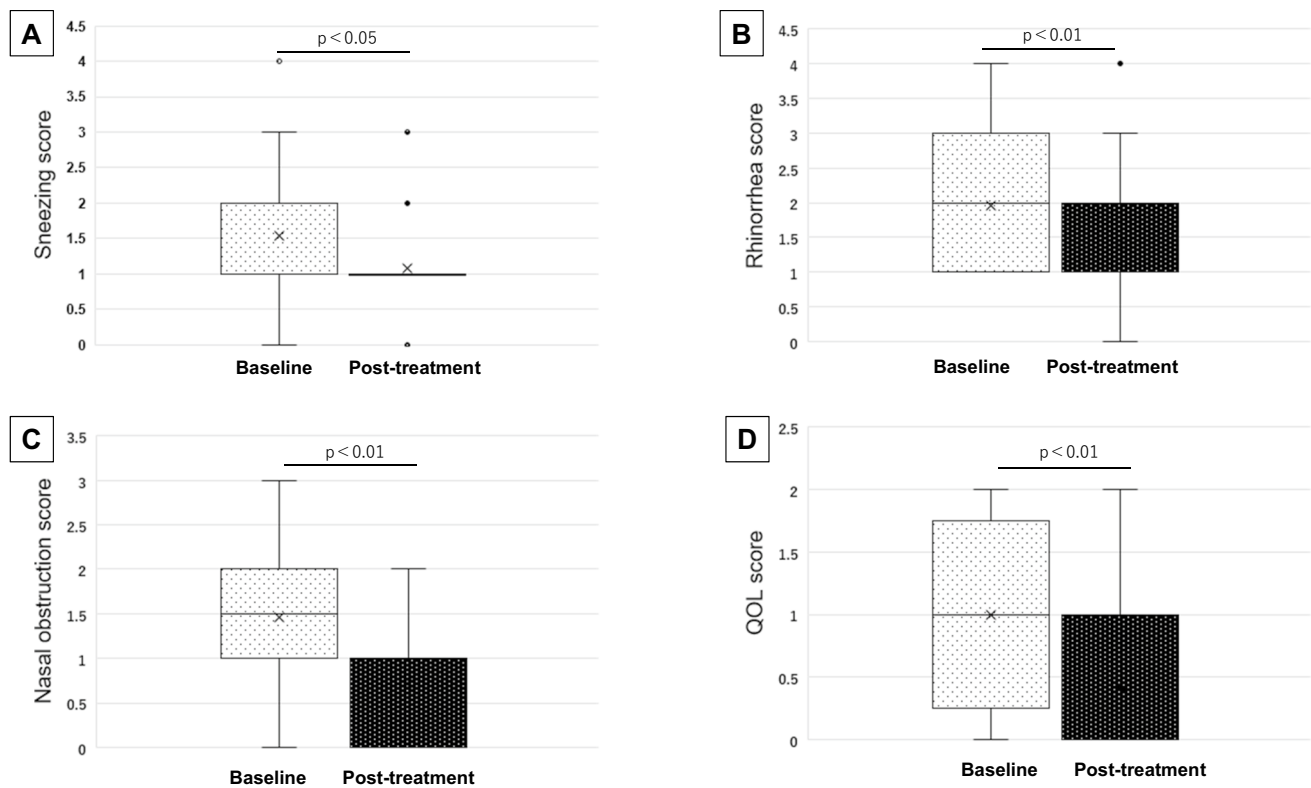 A
Sneezing score
4.5
4
3.5
3
2.5
2
1.5
1
0.5
0
p＜0.05
Baseline Post-treatment
B
Rhinorrhea score
4.5
4
3.5
3
2.5
2
1.5
1
0.5
0
p＜0.01
Baseline Post-treatment
C
Nasal obstruction score
3.5
3
2.5
2
1.5
1
0.5
0
p＜0.01
Baseline Post-treatment
D
QOL score
2.5
2
1.5
1
0.5
0
p＜0.01
Baseline Post-treatment